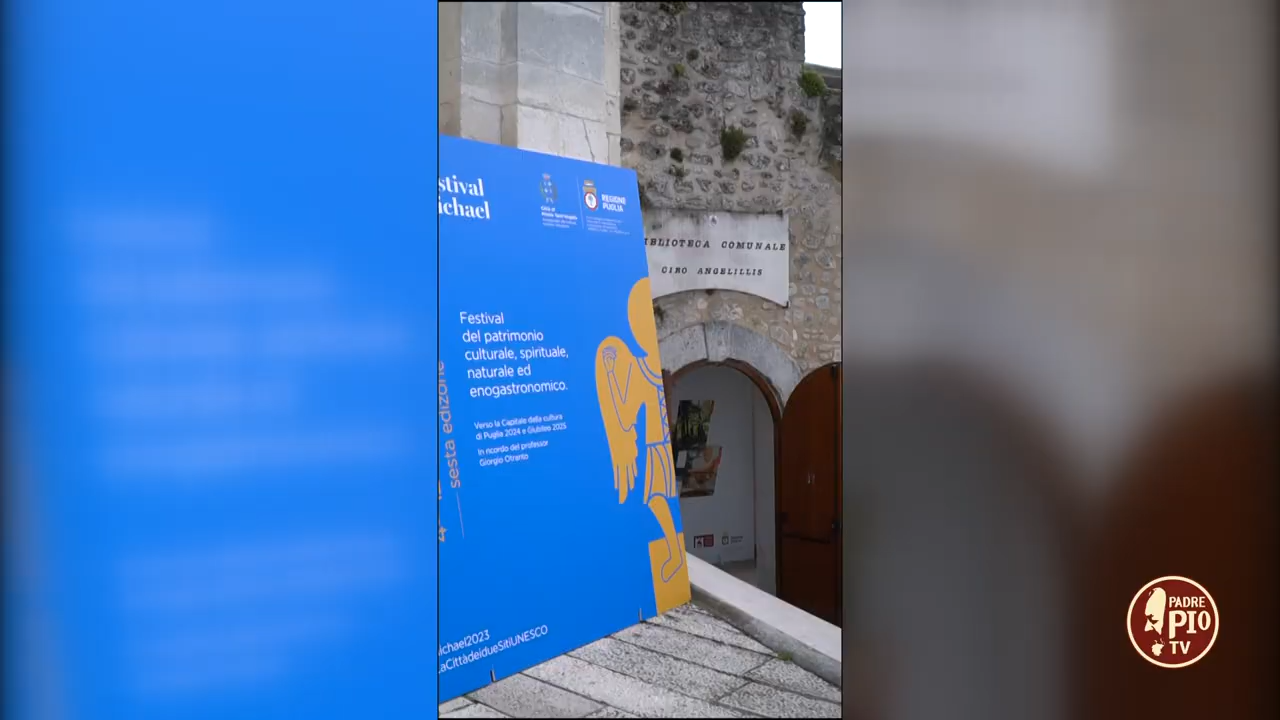 stival
ichael
REGIONE
PUGLIA
BIBLIOTECA COMUNALE
CIRO ANGELILLIS
Festival
del patrimonio
culturale, spirituale,
naturale ed
enogastronomico.
Verso la Capitale della cultura
di Puglia 2024 e Giubileo 2025
In ricordo del professor
Giorgio Otranto
sesta edizione
ichael2023
LaCittàdeidueSitiUNESCO
PADRE
PIO
TV